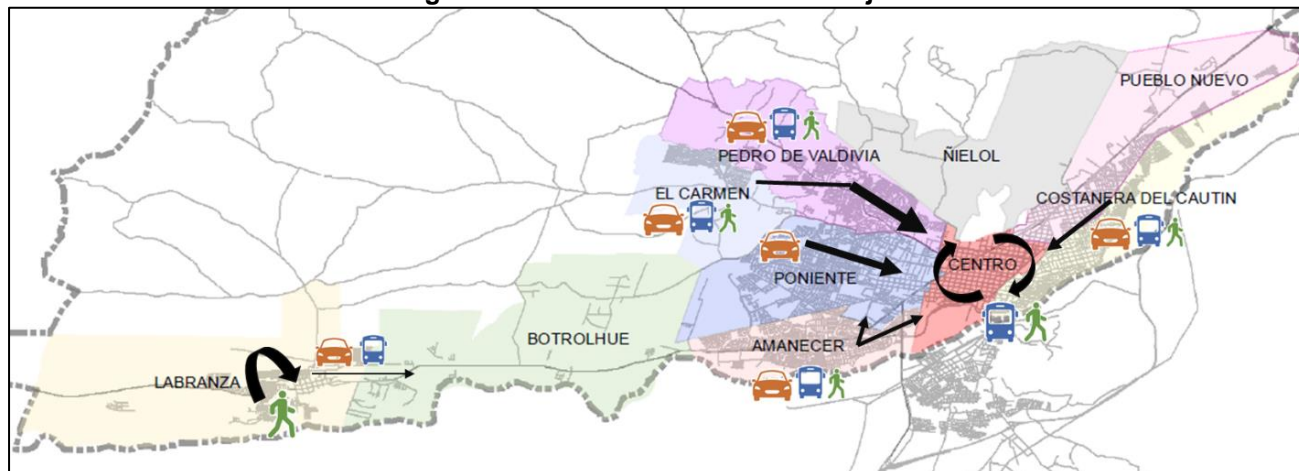 PUEBLO NUEVO
PEDRO DE VALDIVIA
ÑIELOL
EL CARMEN
COSTANERA DEL CAUTIN
CENTRO
PONIENTE
BOTROLHUE
AMANECER
LABRANZA